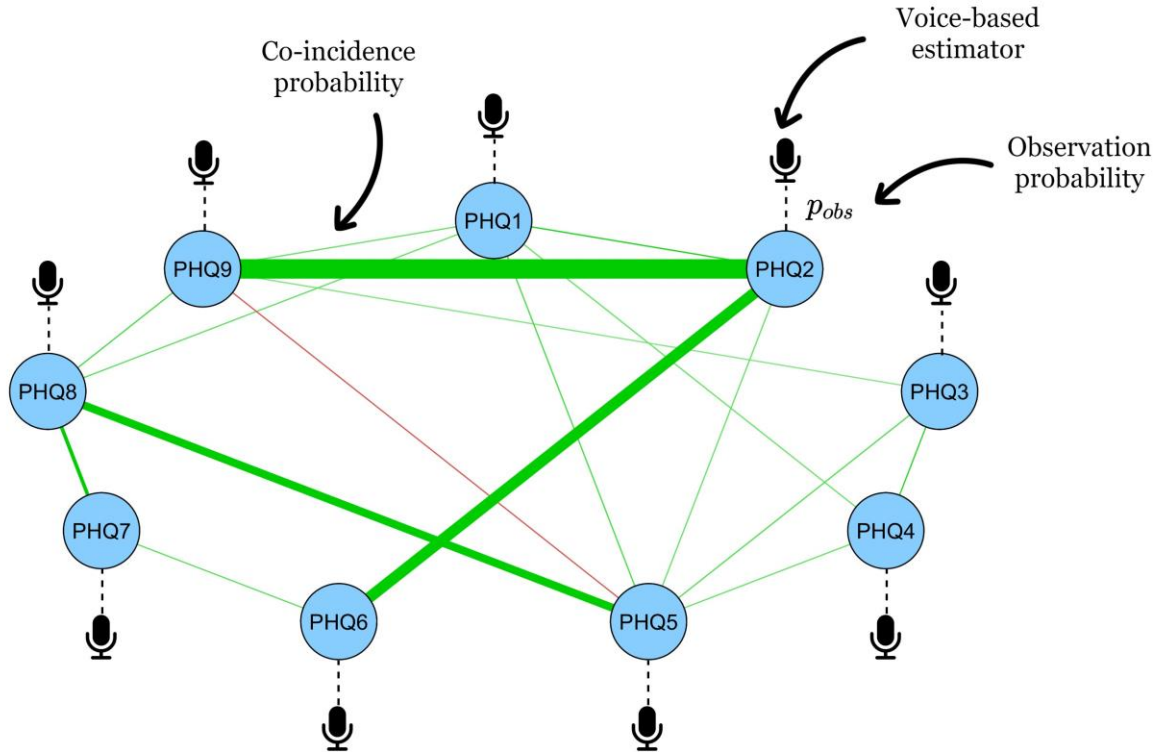 Voice-based
estimator
Co-incidence
probability
Observation
probability
p_obs
PHQ1
PHQ9
PHQ2
PHQ8
PHQ3
PHQ7
PHQ4
PHQ6
PHQ5